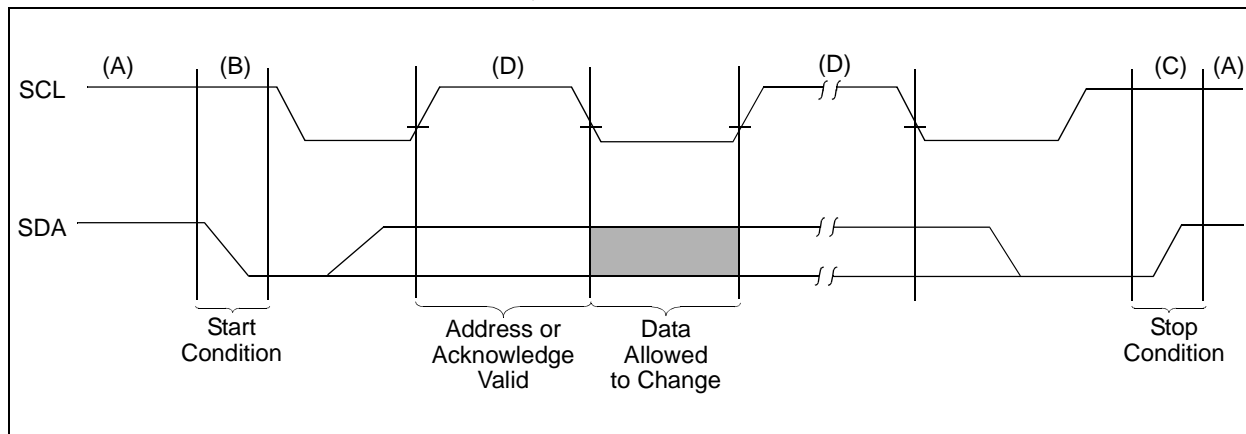 (A) (B) (D) (D) (C) (A)
SCL
SDA
Start
Condition
Address or
Acknowledge
Valid
Data
Allowed
to Change
Stop
Condition